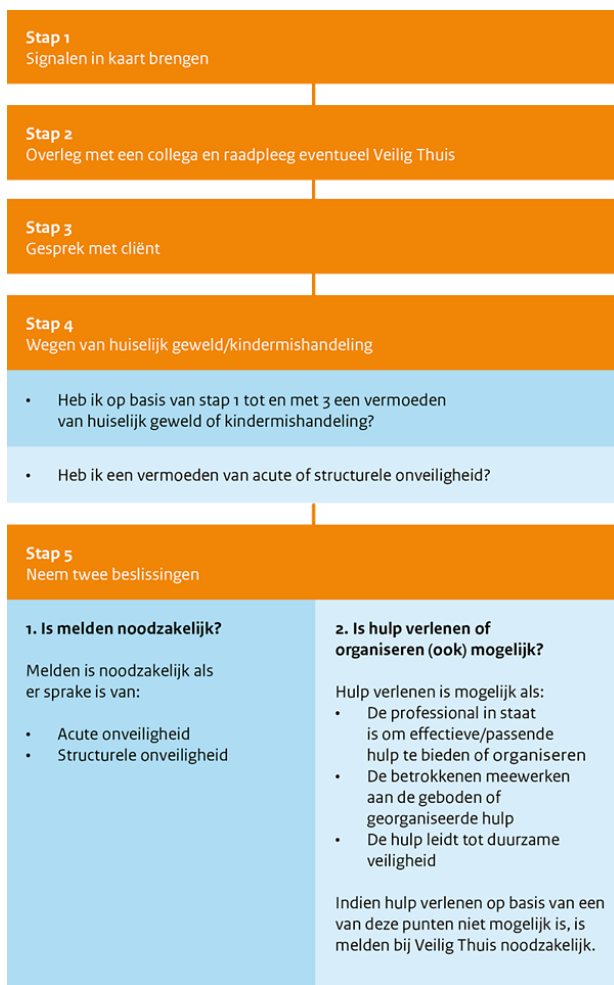 Stap 1
Signalen in kaart brengen
Stap 2
Overleg met een collega en raadpleeg eventueel Veilig Thuis
Stap 3
Gesprek met cliënt
Stap 4
Wegen van huiselijk geweld/kindermishandeling
• Heb ik op basis van stap 1 tot en met 3 een vermoeden
van huiselijk geweld of kindermishandeling?
• Heb ik een vermoeden van acute of structurele onveiligheid?
Stap 5
Neem twee beslissingen
1. Is melden noodzakelijk?
Melden is noodzakelijk als
er sprake is van:
• Acute onveiligheid
• Structurele onveiligheid
2. Is hulp verlenen of
organiseren (ook) mogelijk?
Hulp verlenen is mogelijk als:
• De professional in staat
is om effectieve/passende
hulp te bieden of organiseren
• De betrokkenen meewerken
aan de geboden of
georganiseerde hulp
• De hulp leidt tot duurzame
veiligheid
Indien hulp verlenen op basis van een
van deze punten niet mogelijk is, is
melden bij Veilig Thuis noodzakelijk.